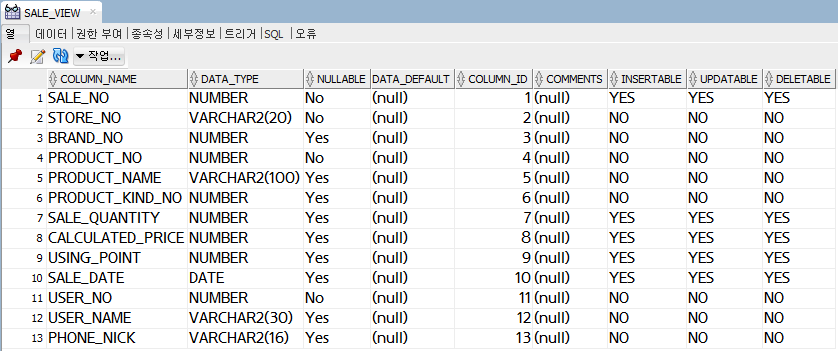 SALE_VIEW
열 데이터 권한 부여 종속성 세부정보 트리거 SQL 오류
작업...
COLUMN_NAME DATA_TYPE NULLABLE DATA_DEFAULT COLUMN_ID COMMENTS INSERTABLE UPDATABLE DELETABLE
1 SALE_NO NUMBER No (null) 1 (null) YES YES YES
2 STORE_NO VARCHAR2(20) No (null) 2 (null) NO NO NO
3 BRAND_NO NUMBER Yes (null) 3 (null) NO NO NO
4 PRODUCT_NO NUMBER No (null) 4 (null) NO NO NO
5 PRODUCT_NAME VARCHAR2(100) Yes (null) 5 (null) NO NO NO
6 PRODUCT_KIND_NO NUMBER Yes (null) 6 (null) NO NO NO
7 SALE_QUANTITY NUMBER Yes (null) 7 (null) YES YES YES
8 CALCULATED_PRICE NUMBER Yes (null) 8 (null) YES YES YES
9 USING_POINT NUMBER Yes (null) 9 (null) YES YES YES
10 SALE_DATE DATE Yes (null) 10 (null) YES YES YES
11 USER_NO NUMBER No (null) 11 (null) NO NO NO
12 USER_NAME VARCHAR2(30) Yes (null) 12 (null) NO NO NO
13 PHONE_NICK VARCHAR2(16) Yes (null) 13 (null) NO NO NO